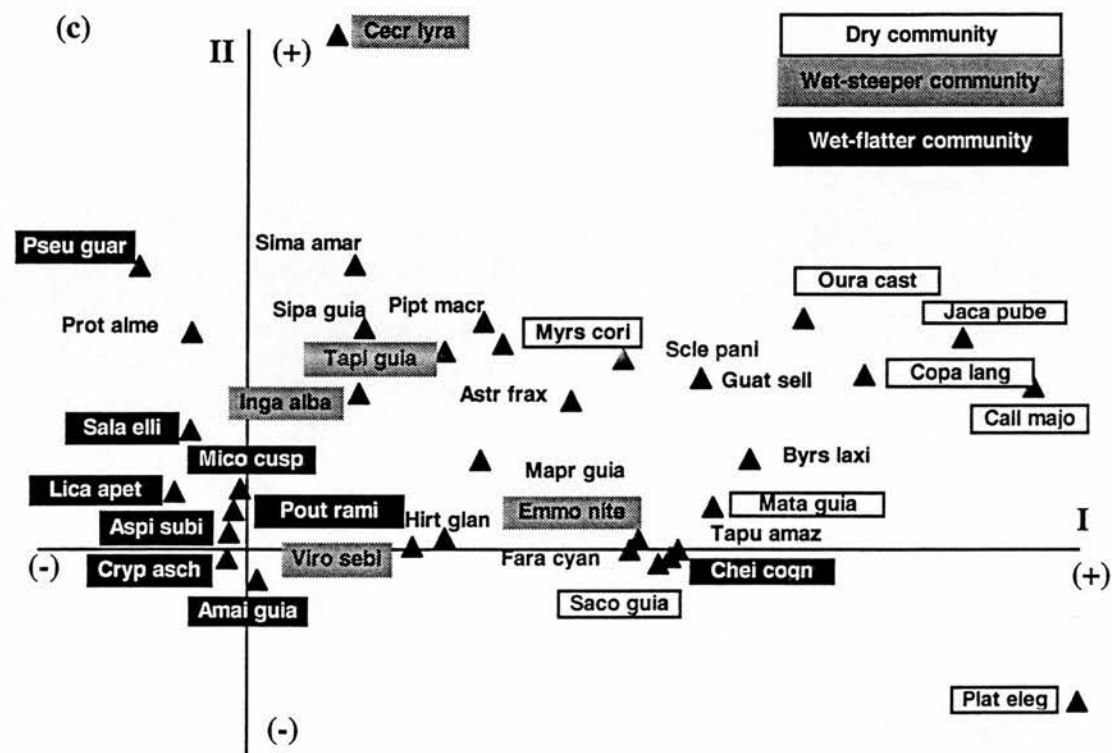 (c)
II
(+)
Cecr lyra
Dry community
Wet-steeper community
Wet-flatter community
Pseu guar
Sima amar
Oura cast
Prot alme
Sipa guia
Pipt macr
Myrs cori
Jaca pube
Tapi guia
Scle pani
Guat sell
Copa lang
Inga alba
Astr frax
Call majo
Sala elli
Mico cusp
Mapr guia
Byrs laxi
Lica apet
Pout rami
Hirt glan
Emmo nite
Mata guia
I
Aspi subi
Tapu amaz
(-)
Cryp asch
Viro sebi
Fara cyan
Chei coqn
(+)
Amai guia
Saco guia
Plat eleg
(-)